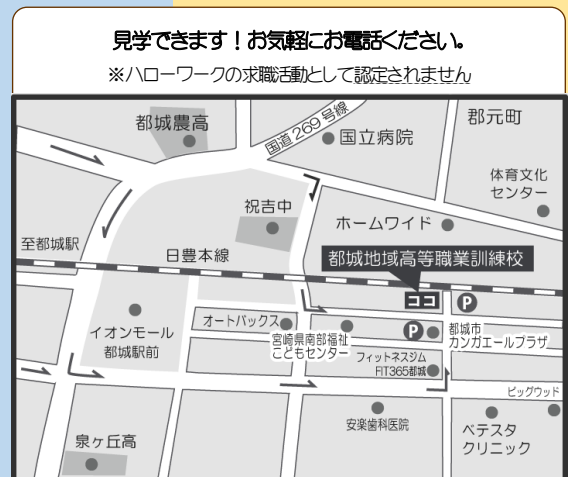 見学できます！お気軽にお電話ください。
※ハローワークの求職活動として認定されません
都城農高
国道269号線
国立病院
郡元町
体育文化
センター
祝吉中
ホームワイド
至都城駅
日豊本線
都城地域高等職業訓練校
ココ
P
オートバックス
P
イオンモール
都城駅前
宮崎県南部福祉
こどもセンター
都城市
カンガエールプラザ
フィットネスジム
FIT365都城
ビッグウッド
安楽歯科医院
ベテスタ
クリニック
泉ヶ丘高